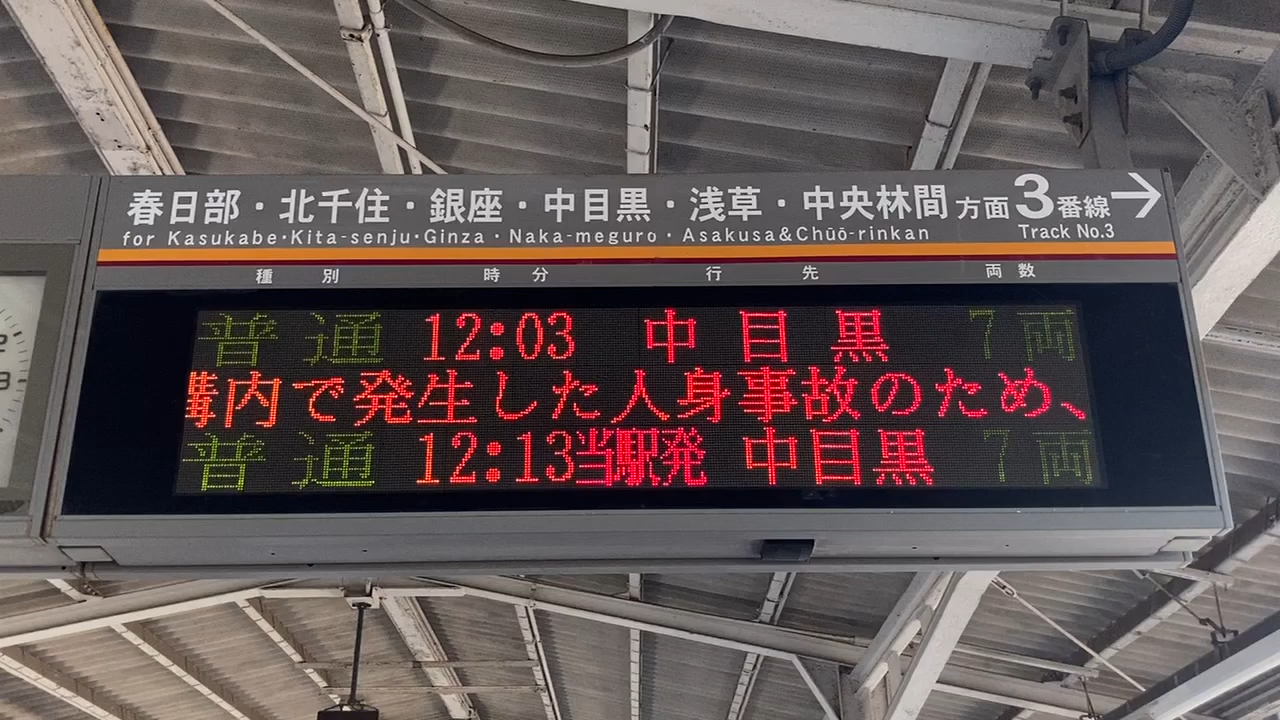 春日部・北千住・銀座・中目黒・浅草・中央林間方面3番線→
for Kasukabe・Kita-senju・Ginza・Naka-meguro・Asakusa&Chūō-rinkan Track No.3
種別 時分 行先 両数
普通 12:03 中目黒 7両
構内で発生した人身事故のため、
普通 12:13当駅発 中目黒 7両